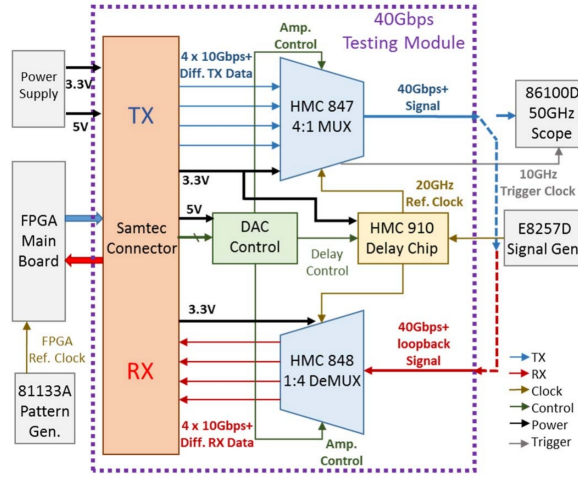 40Gbps
Testing Module
Amp.
Control
4 x 10Gbps+
Diff. TX Data
Power
Supply
3.3V
5V
TX
HMC 847
4:1 MUX
40Gbps+
Signal
86100D
50GHz
Scope
10GHz
Trigger Clock
3.3V
20GHz
Ref. Clock
FPGA
Main
Board
Samtec
Connector
5V
DAC
Control
Delay
Control
HMC 910
Delay Chip
E8257D
Signal Gen.
3.3V
FPGA
Ref. Clock
RX
HMC 848
1:4 DeMUX
40Gbps+
loopback
Signal
81133A
Pattern
Gen.
4 x 10Gbps+
Diff. RX Data
Amp.
Control
TX
RX
Clock
Control
Power
Trigger